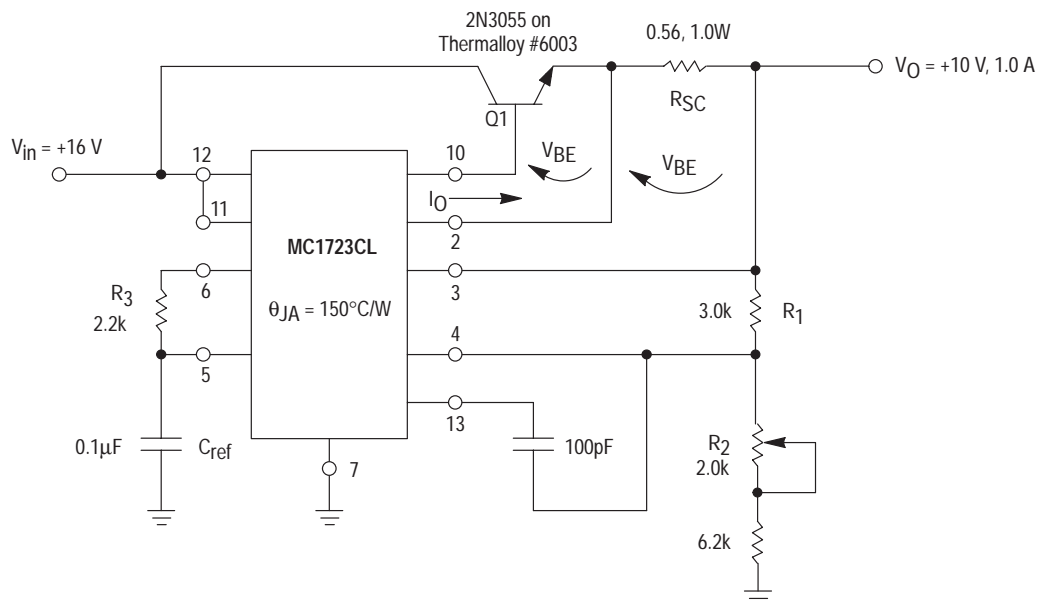 2N3055 on
Thermalloy #6003
0.56, 1.0W
VO = +10 V, 1.0 A
RSC
Q1
Vin = +16 V
12
10
VBE
VBE
11
IO
2
MC1723CL
6
3
R3
2.2k
θJA = 150°C/W
3.0k
R1
4
5
13
0.1µF
Cref
100pF
R2
2.0k
7
6.2k